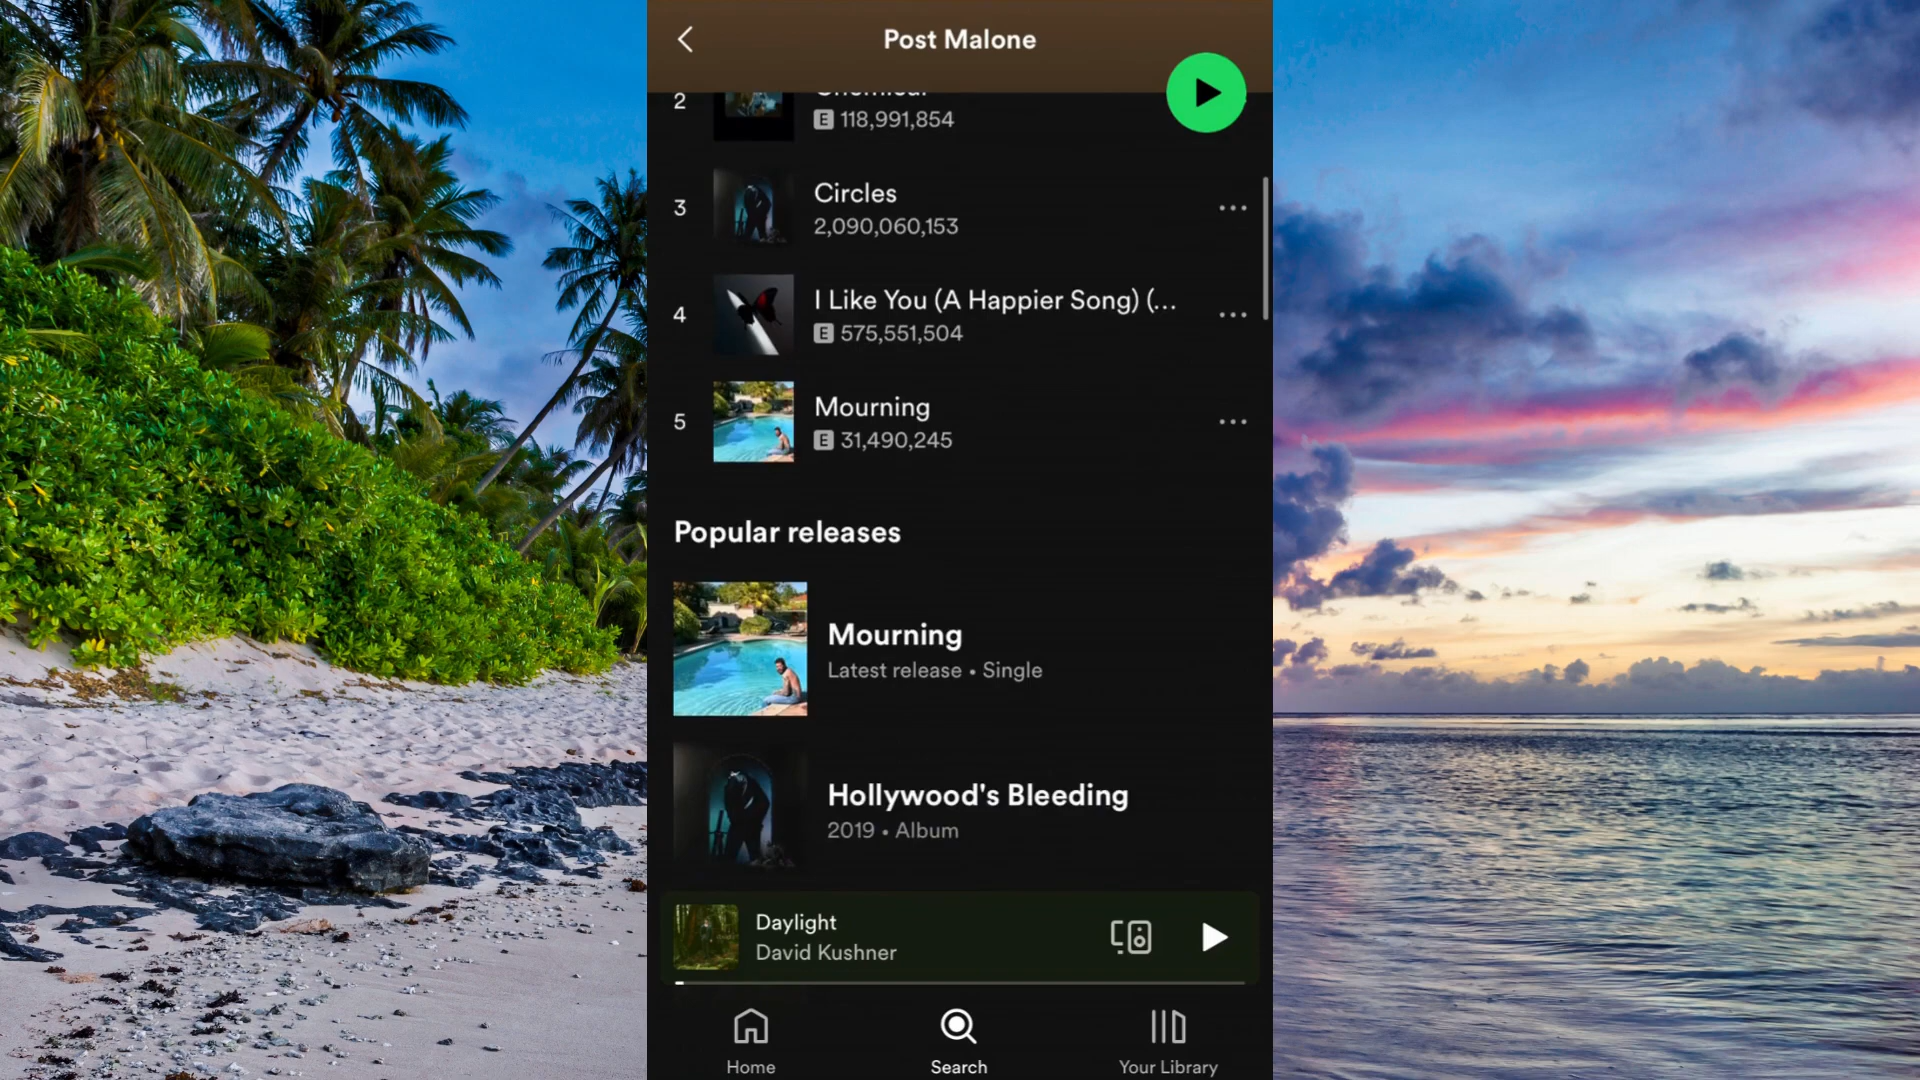 Post Malone
2
Chemical
E 118,991,854
3
Circles
2,090,060,153
4
I Like You (A Happier Song) (...
E 575,551,504
5
Mourning
E 31,490,245
Popular releases
Mourning
Latest release • Single
Hollywood's Bleeding
2019 • Album
Daylight
David Kushner
Home
Search
Your Library